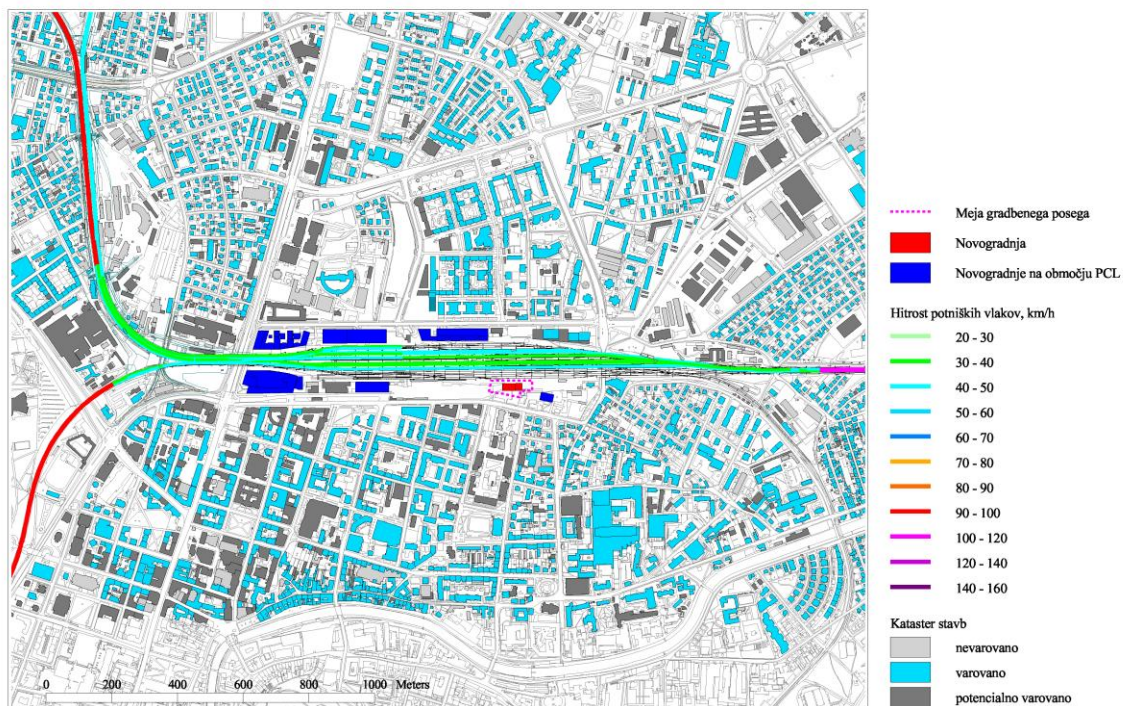 Meja gradbenega posega
Novogradnja
Novogradnje na območju PCL
Hitrost potniških vlakov, km/h
20 - 30
30 - 40
40 - 50
50 - 60
60 - 70
70 - 80
80 - 90
90 - 100
100 - 120
120 - 140
140 - 160
Kataster stavb
nevarovano
varovano
potencialno varovano
0 200 400 600 800 1000 Meters